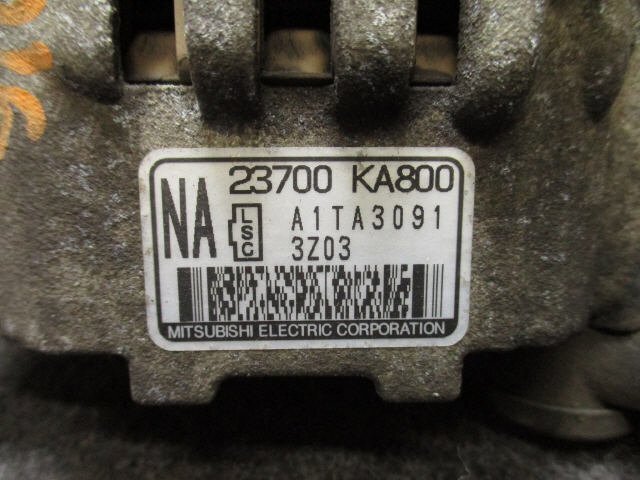 NA 23700 KA800
LSC A1TA3091
3Z03
MITSUBISHI ELECTRIC CORPORATION